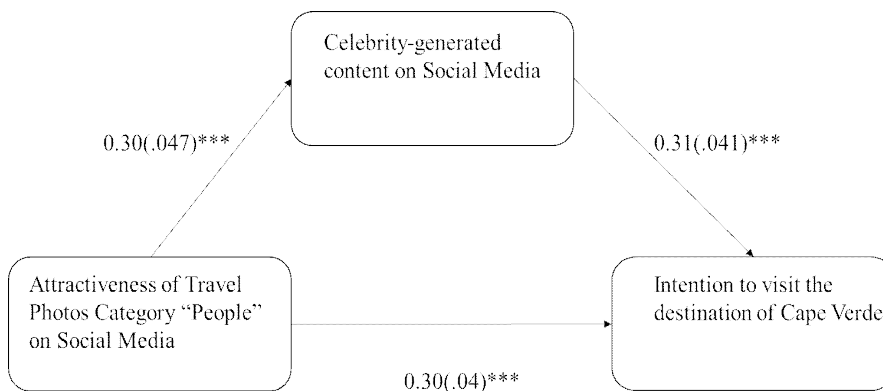 Celebrity-generated
content on Social Media
0.30(.047)***
0.31(.041)***
Attractiveness of Travel
Photos Category “People”
on Social Media
Intention to visit the
destination of Cape Verde
0.30(.04)***